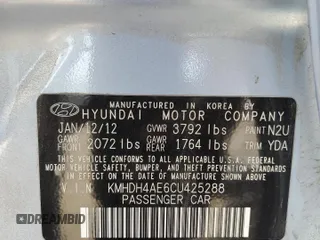 MANUFACTURED IN KOREA BY
HYUNDAI MOTOR COMPANY
JAN/12/12 GVWR 3792 lbs PAINT N2U
GAWR FRONT 2072 lbs GAWR REAR 1764 lbs TRIM YDA
THIS VEHICLE CONFORMS TO ALL APPLICABLE FEDERAL
MOTOR VEHICLE SAFETY, BUMPER, AND THEFT PREVENTION
STANDARDS IN EFFECT ON THE DATE OF MANUFACTURE
SHOWN ABOVE.
V.I.N KMHDH4AE6CU425288
PASSENGER CAR
DREAMBID